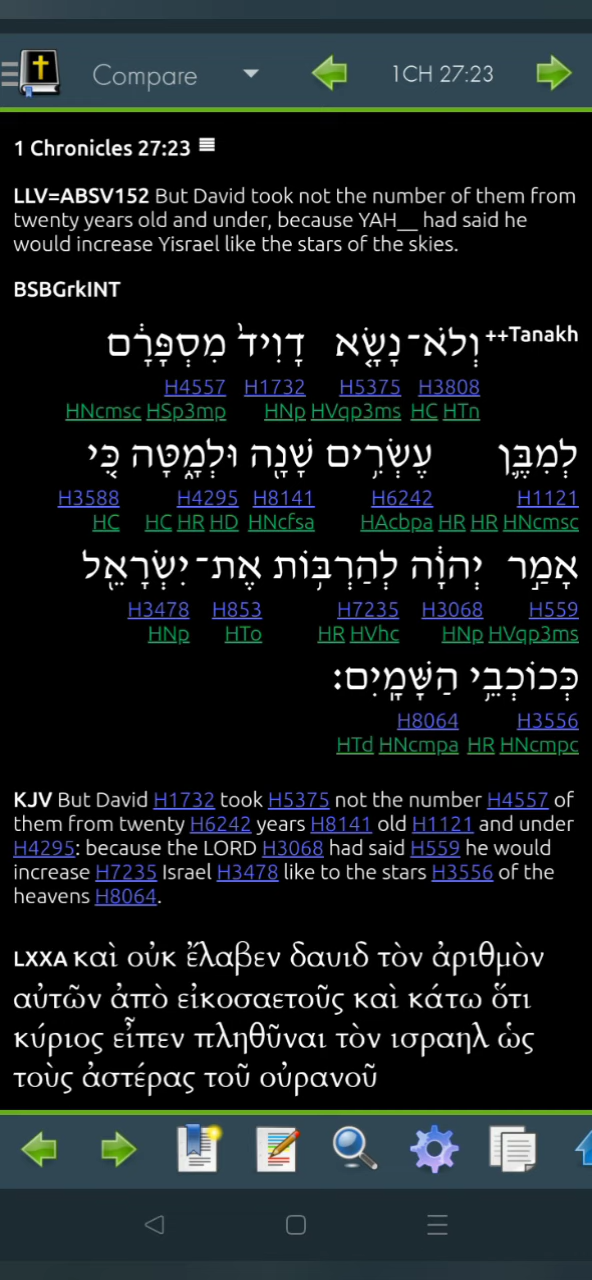 Compare
1CH 27:23
1 Chronicles 27:23
LLV=ABSV152 But David took not the number of them from
twenty years old and under, because YAH__ had said he
would increase Yisrael like the stars of the skies.
BSBGrkINT
++Tanakh וְלֹא־נָשָׂ֤א דָוִיד֙ מִסְפָּרָ֔ם
H3808 H5375 H1732 H4557
HNcmsc HSp3mp HNp HVqp3ms HC HTn
לְמִבֶּ֛ן עֶשְׂרִ֥ים שָׁנָ֖ה וּלְמָ֑טָּה כִּ֚י
H3588 H4295 H8141 H6242 H1121
HC HC HR HD HNcfsa HAcbpa HR HR HNcmsc
אָמַ֣ר יְהוָ֔ה לְהַרְבּ֥וֹת אֶת־יִשְׂרָאֵ֖ל
H3478 H853 H7235 H3068 H559
HNp HTo HR HVhc HNp HVqp3ms
כְּכוֹכְבֵ֥י הַשָּׁמָֽיִם׃
H8064 H3556
HTd HNcmpa HR HNcmpc
KJV But David H1732 took H5375 not the number H4557 of
them from twenty H6242 years H8141 old H1121 and under
H4295: because the LORD H3068 had said H559 he would
increase H7235 Israel H3478 like to the stars H3556 of the
heavens H8064.
LXXA καὶ οὐκ ἔλαβεν δαυιδ τὸν ἀριθμὸν
αὐτῶν ἀπὸ εἰκοσαετοῦς καὶ κάτω ὅτι
κύριος εἶπεν πληθῦναι τὸν ισραηλ ὡς
τοὺς ἀστέρας τοῦ οὐρανοῦ